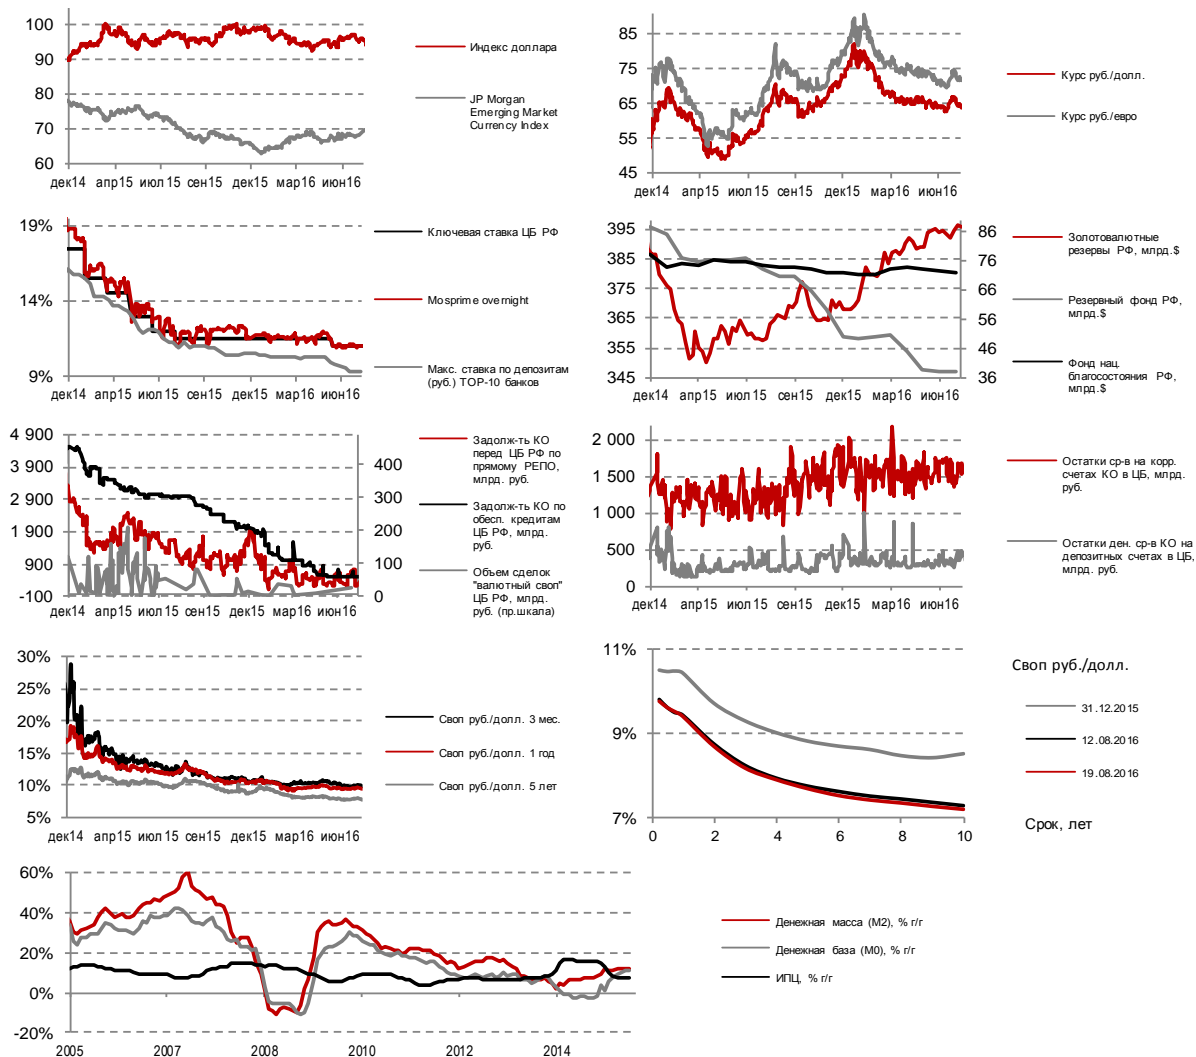 100
90
80
70
60
дек14 апр15 июл15 сен15 дек15 мар16 июн16
Индекс доллара
JP Morgan
Emerging Market
Currency Index
85
75
65
55
45
дек14 апр15 июл15 сен15 дек15 мар16 июн16
Курс руб./долл.
Курс руб./евро
19%
14%
9%
дек14 апр15 июл15 сен15 дек15 мар16 июн16
Ключевая ставка ЦБ РФ
Mosprime overnight
Макс. ставка по депозитам
(руб.) TOP-10 банков
395
385
375
365
355
345
86
76
66
56
46
36
дек14 апр15 июл15 сен15 дек15 мар16 июн16
Золотовалютные
резервы РФ, млрд.$
Резервный фонд РФ,
млрд.$
Фонд нац.
благосостояния РФ,
млрд.$
4 900
3 900
2 900
1 900
900
-100
400
300
200
100
0
дек14 апр15 июл15 сен15 дек15 мар16 июн16
Задолж-ть КО
перед ЦБ РФ по
прямому РЕПО,
млрд. руб.
Задолж-ть КО по
обесп. кредитам
ЦБ РФ, млрд.
руб.
Объем сделок
"валютный своп"
ЦБ РФ, млрд.
руб. (пр.шкала)
2 000
1 500
1 000
500
0
дек14 апр15 июл15 сен15 дек15 мар16 июн16
Остатки ср-в на корр.
счетах КО в ЦБ, млрд.
руб.
Остатки ден. ср-в КО на
депозитных счетах в ЦБ,
млрд. руб.
30%
25%
20%
15%
10%
5%
дек14 апр15 июл15 сен15 дек15 мар16 июн16
Своп руб./долл. 3 мес.
Своп руб./долл. 1 год
Своп руб./долл. 5 лет
11%
9%
7%
0 2 4 6 8 10
Своп руб./долл.
31.12.2015
12.08.2016
19.08.2016
Срок, лет
60%
40%
20%
0%
-20%
2005 2007 2008 2010 2012 2014
Денежная масса (М2), % г/г
Денежная база (М0), % г/г
ИПЦ, % г/г